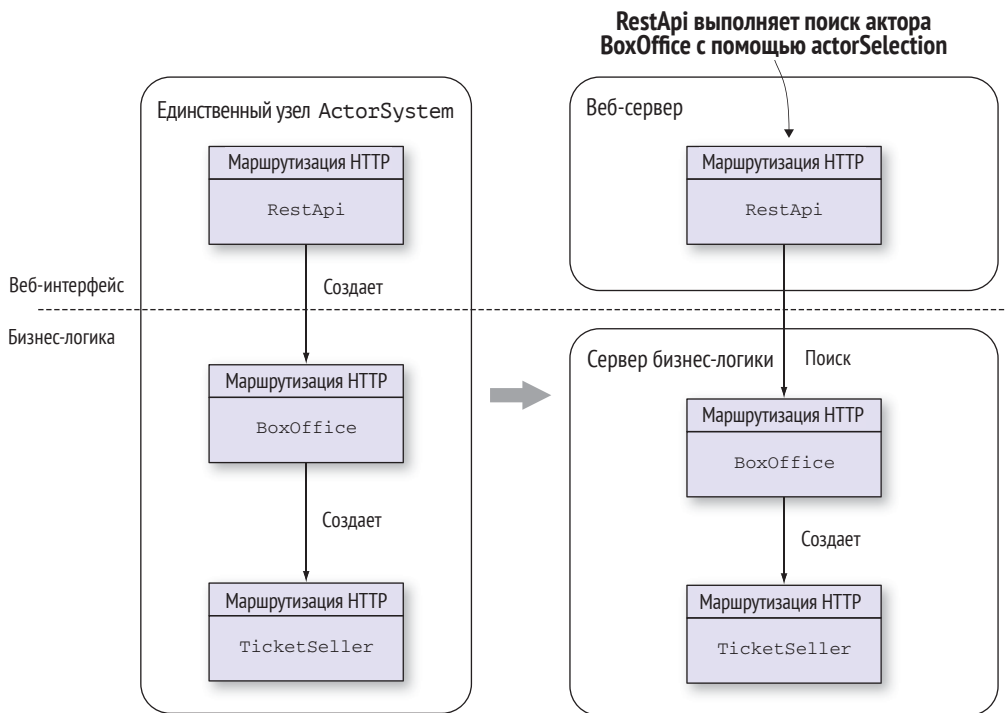 RestApi выполняет поиск актора
BoxOffice с помощью actorSelection
Единственный узел ActorSystem
Маршрутизация HTTP
RestApi
Создает
Веб-интерфейс
Бизнес-логика
Маршрутизация HTTP
BoxOffice
Создает
Маршрутизация HTTP
TicketSeller
Веб-сервер
Маршрутизация HTTP
RestApi
Сервер бизнес-логики
Поиск
Маршрутизация HTTP
BoxOffice
Создает
Маршрутизация HTTP
TicketSeller